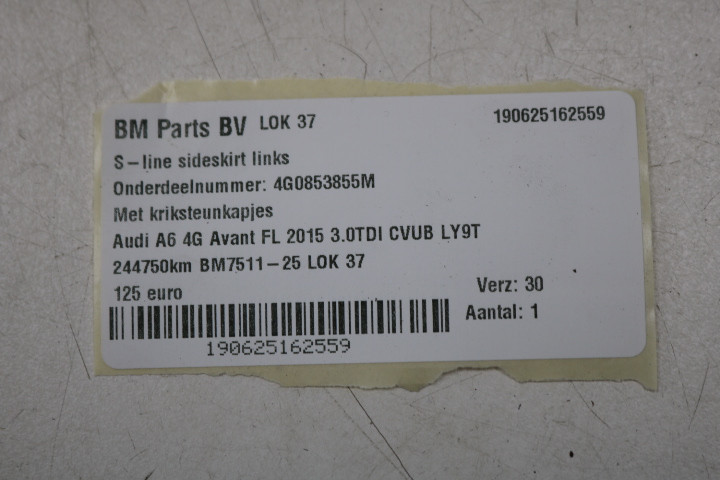 BM Parts BV LOK 37 190625162559
S-line sideskirt links
Onderdeelnummer: 4G0853855M
Met kriksteunkapjes
Audi A6 4G Avant FL 2015 3.0TDI CVUB LY9T
244750km BM7511-25 LOK 37
125 euro Verz: 30
Aantal: 1
190625162559